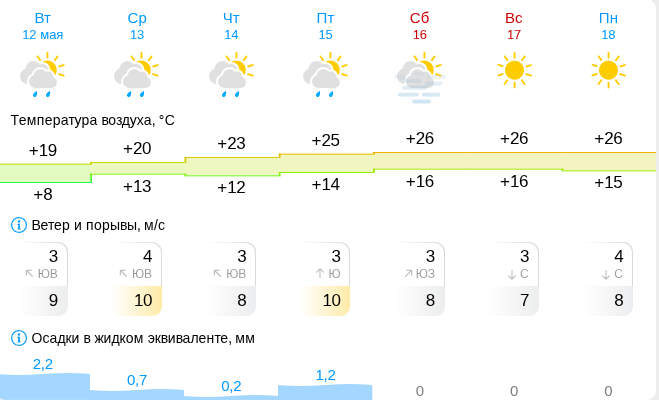 Вт Ср Чт Пт Сб Вс Пн
12 мая 13 14 15 16 17 18
Температура воздуха, °C
+19 +20 +23 +25 +26 +26 +26
+8 +13 +12 +14 +16 +16 +15
Ветер и порывы, м/с
3 4 3 3 3 3 4
ЮВ ЮВ ЮВ Ю ЮЗ С С
9 10 8 10 8 7 8
Осадки в жидком эквиваленте, мм
2,2 0,7 0,2 1,2 0 0 0